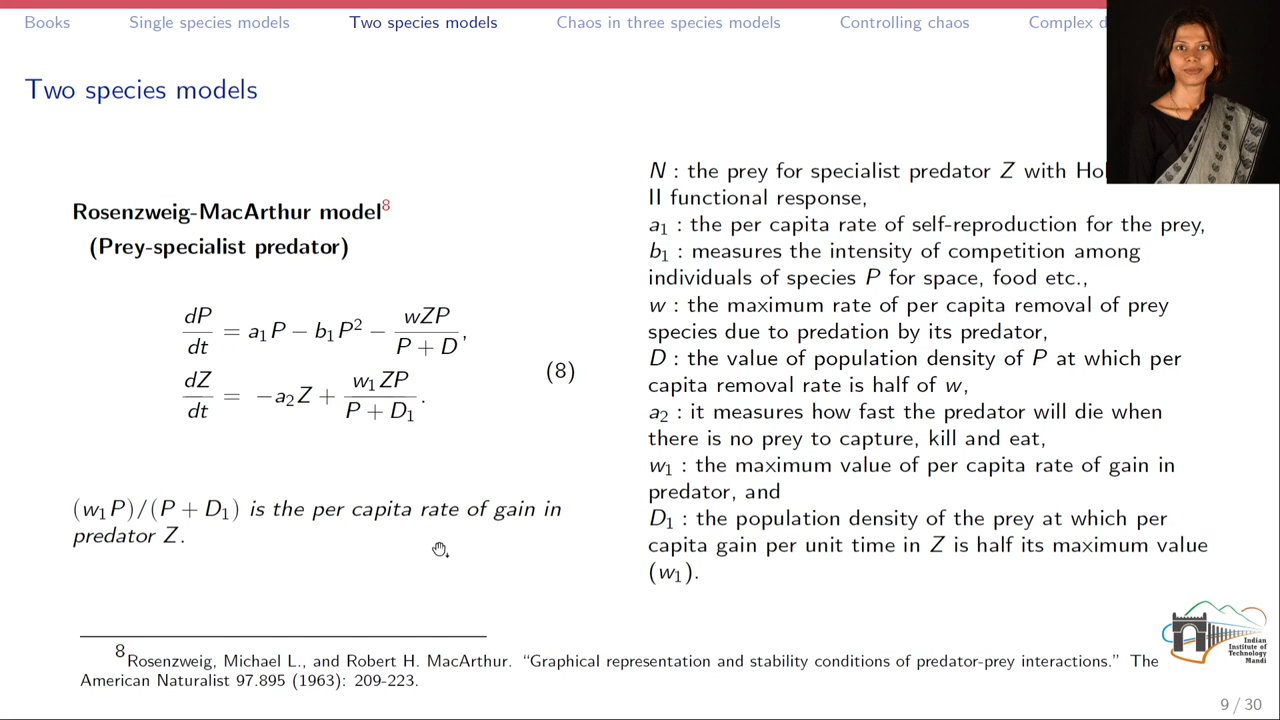 Books Single species models Two species models Chaos in three species models Controlling chaos Complex
Two species models
Rosenzweig-MacArthur model⁸
(Prey-specialist predator)
dP/dt = a₁P − b₁P² − wZP/(P + D),
dZ/dt = −a₂Z + w₁ZP/(P + D₁).
(8)
(w₁P)/(P + D₁) is the per capita rate of gain in
predator Z.
N : the prey for specialist predator Z with
II functional response,
a₁ : the per capita rate of self-reproduction for the prey,
b₁ : measures the intensity of competition among
individuals of species P for space, food etc.,
w : the maximum rate of per capita removal of prey
species due to predation by its predator,
D : the value of population density of P at which per
capita removal rate is half of w,
a₂ : it measures how fast the predator will die when
there is no prey to capture, kill and eat,
w₁ : the maximum value of per capita rate of gain in
predator, and
D₁ : the population density of the prey at which per
capita gain per unit time in Z is half its maximum value
(w₁).
⁸Rosenzweig, Michael L., and Robert H. MacArthur. “Graphical representation and stability conditions of predator-prey interactions.” The
American Naturalist 97.895 (1963): 209-223.
Indian
Institute of
Technology
Mandi
9 / 30